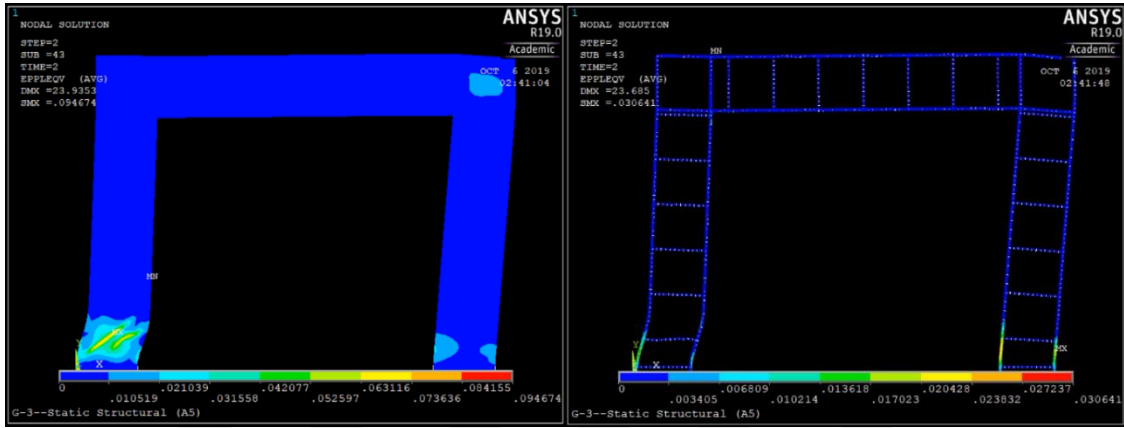 1
NODAL SOLUTION
STEP=2
SUB =43
TIME=2
EPPLEQV (AVG)
DMX =23.9353
SMX =.094674
ANSYS
R19.0
Academic
OCT 6 2019
02:41:04
MN
MX
Y
X
0 .021039 .042077 .063116 .084155
.010519 .031558 .052597 .073636 .094674
G-3--Static Structural (A5)
1
NODAL SOLUTION
STEP=2
SUB =43
TIME=2
EPPLEQV (AVG)
DMX =23.685
SMX =.030641
MN
ANSYS
R19.0
Academic
OCT 6 2019
02:41:48
Y
X
MX
0 .006809 .013618 .020428 .027237
.003405 .010214 .017023 .023832 .030641
G-3--Static Structural (A5)